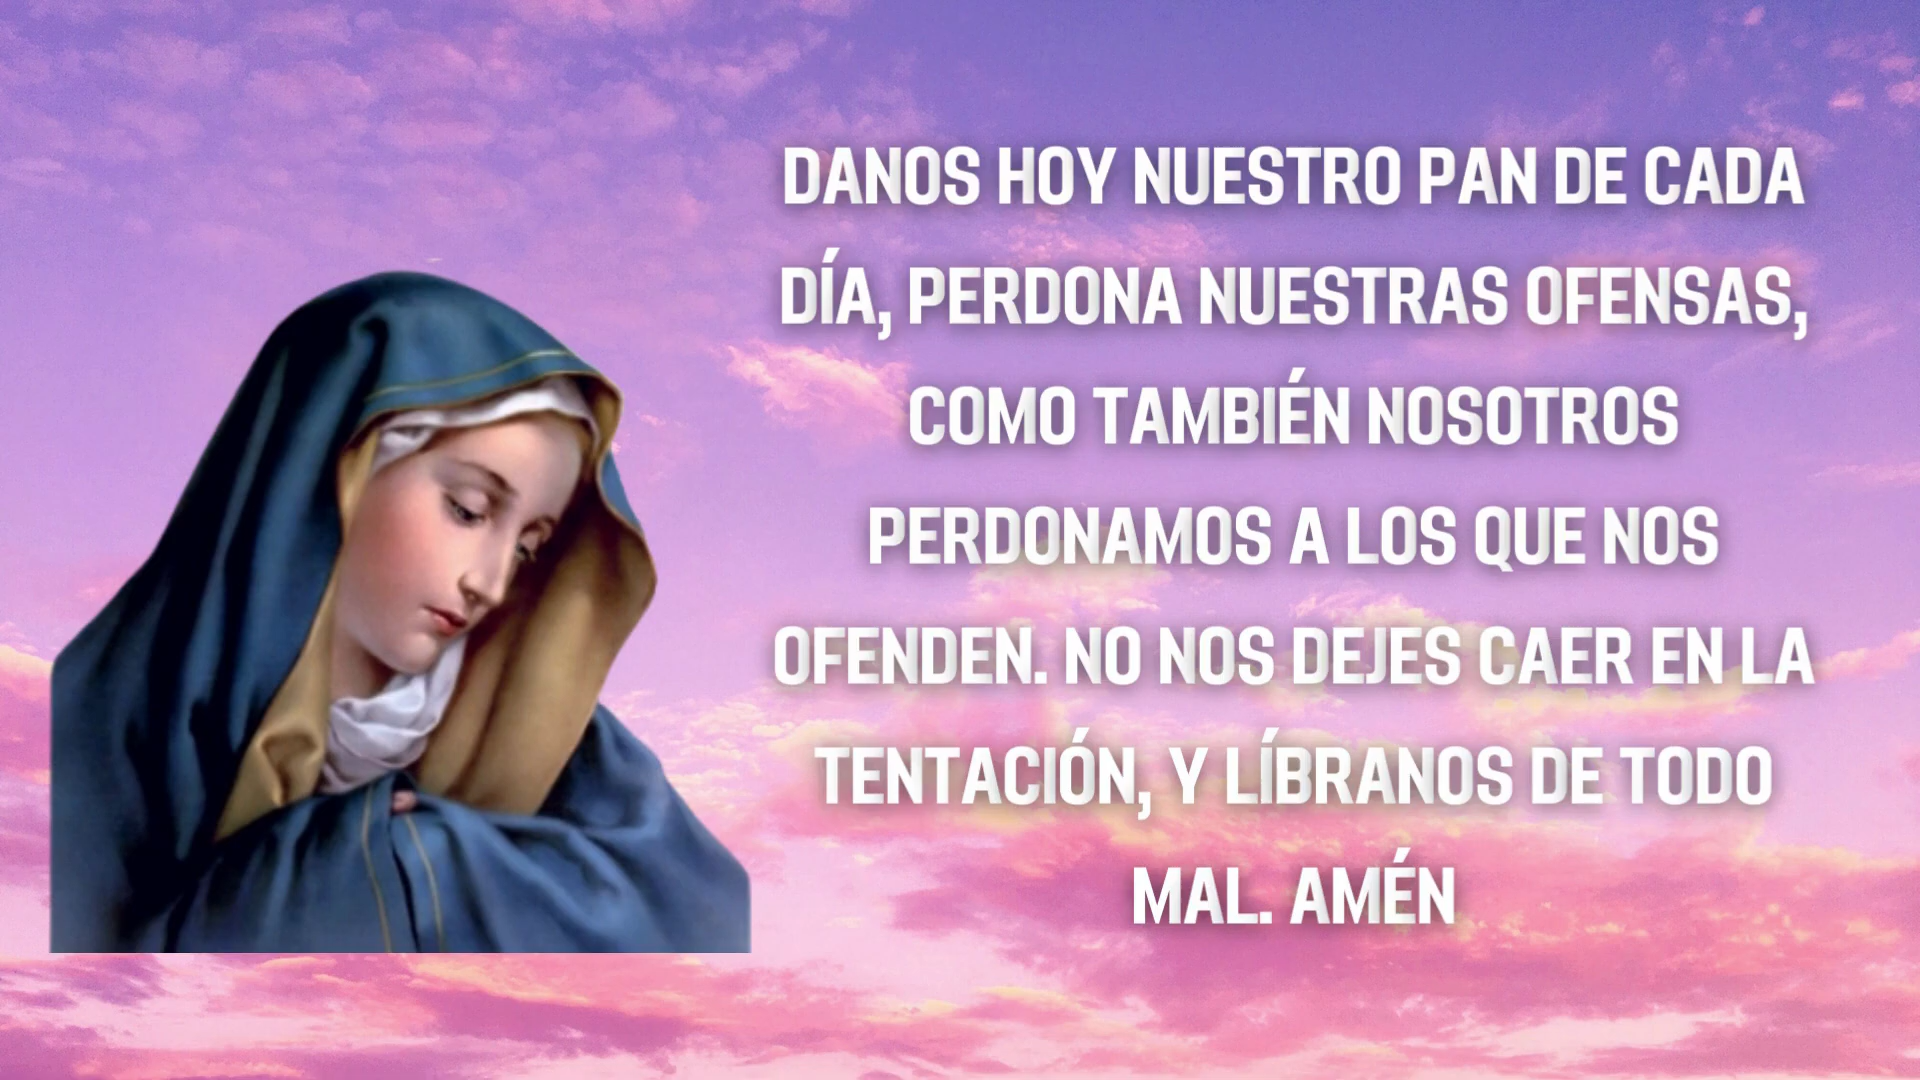 DANOS HOY NUESTRO PAN DE CADA
DÍA, PERDONA NUESTRAS OFENSAS,
COMO TAMBIÉN NOSOTROS
PERDONAMOS A LOS QUE NOS
OFENDEN. NO NOS DEJES CAER EN LA
TENTACIÓN, Y LÍBRANOS DE TODO
MAL. AMÉN